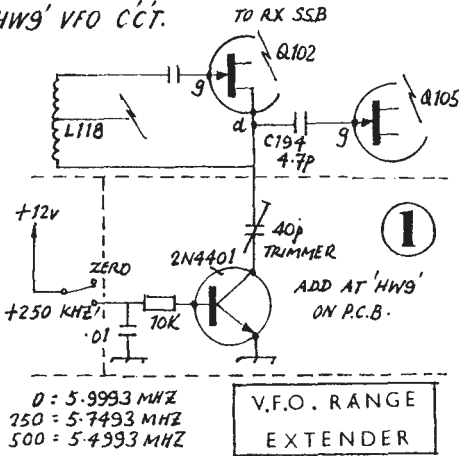 'HW9' VFO CCT.
TO RX SSB
Q102
g
Q105
L118
d
g
C194
4.7p
+12v
40p
TRIMMER
1
ZERO
2N4401
ADD AT 'HW9'
ON P.C.B.
+250 KHZ'
.01
10K
0 = 5.9993 MHZ
250 = 5.7493 MHZ
500 = 5.4993 MHZ
V.F.O. RANGE
EXTENDER